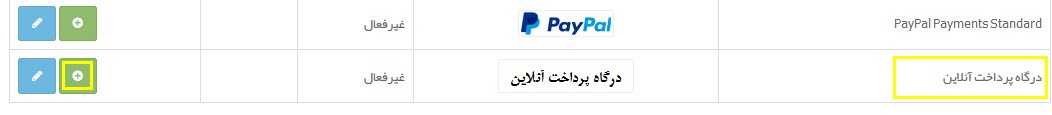 PayPal Payments Standard
PayPal
غیرفعال
درگاه پرداخت آنلاین
درگاه پرداخت آنلاین
غیرفعال